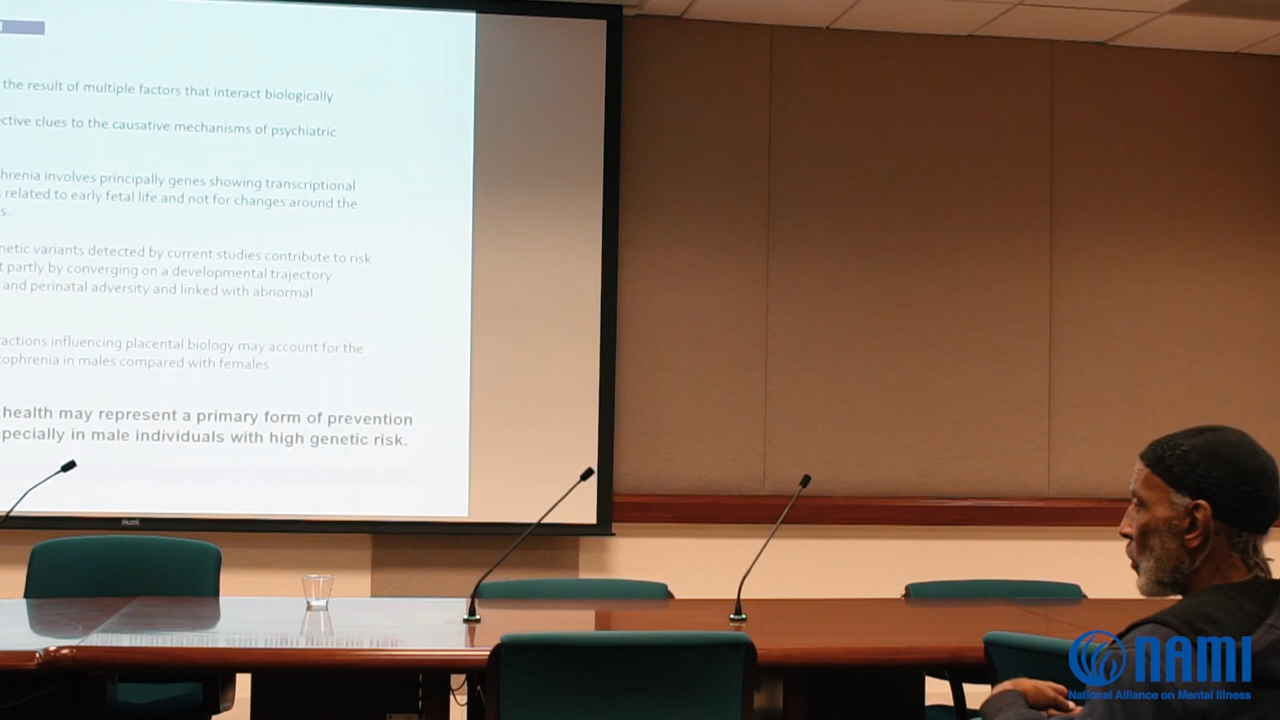 the result of multiple factors that interact biologically
ctive clues to the causative mechanisms of psychiatric
hrenia involves principally genes showing transcriptional
related to early fetal life and not for changes around the
s.
netic variants detected by current studies contribute to risk
t partly by converging on a developmental trajectory
and perinatal adversity and linked with abnormal
actions influencing placental biology may account for the
ophrenia in males compared with females
health may represent a primary form of prevention
pecially in male individuals with high genetic risk.
NAMI
National Alliance on Mental Illness